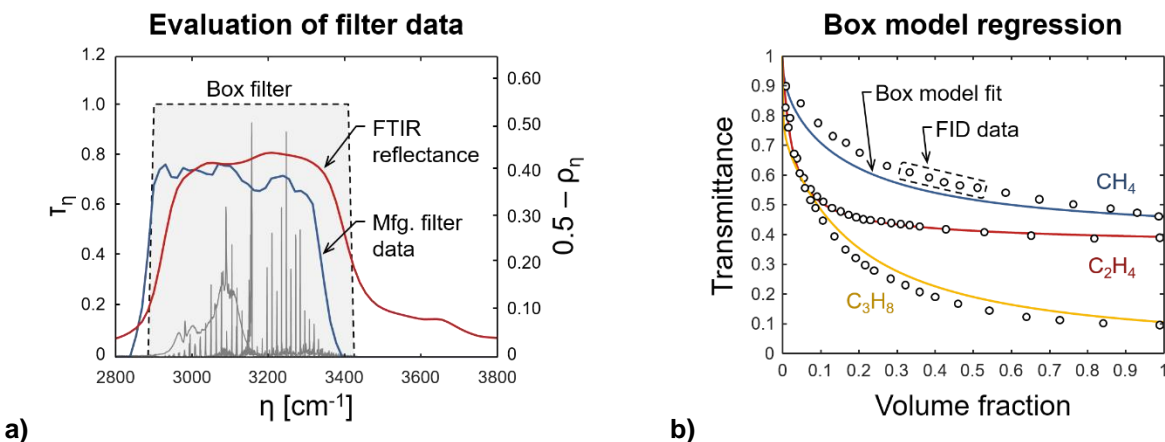 Evaluation of filter data
1.2
1.0
0.8
0.6
0.4
0.2
0
τη
0.60
0.50
0.40
0.30
0.20
0.10
0
0.5 − ρη
Box filter
FTIR
reflectance
Mfg. filter
data
2800 3000 3200 3400 3600 3800
η [cm-1]
a)
Box model regression
1
0.9
0.8
0.7
0.6
0.5
0.4
0.3
0.2
0.1
0
Transmittance
Box model fit
FID data
CH4
C2H4
C3H8
0 0.1 0.2 0.3 0.4 0.5 0.6 0.7 0.8 0.9 1
Volume fraction
b)